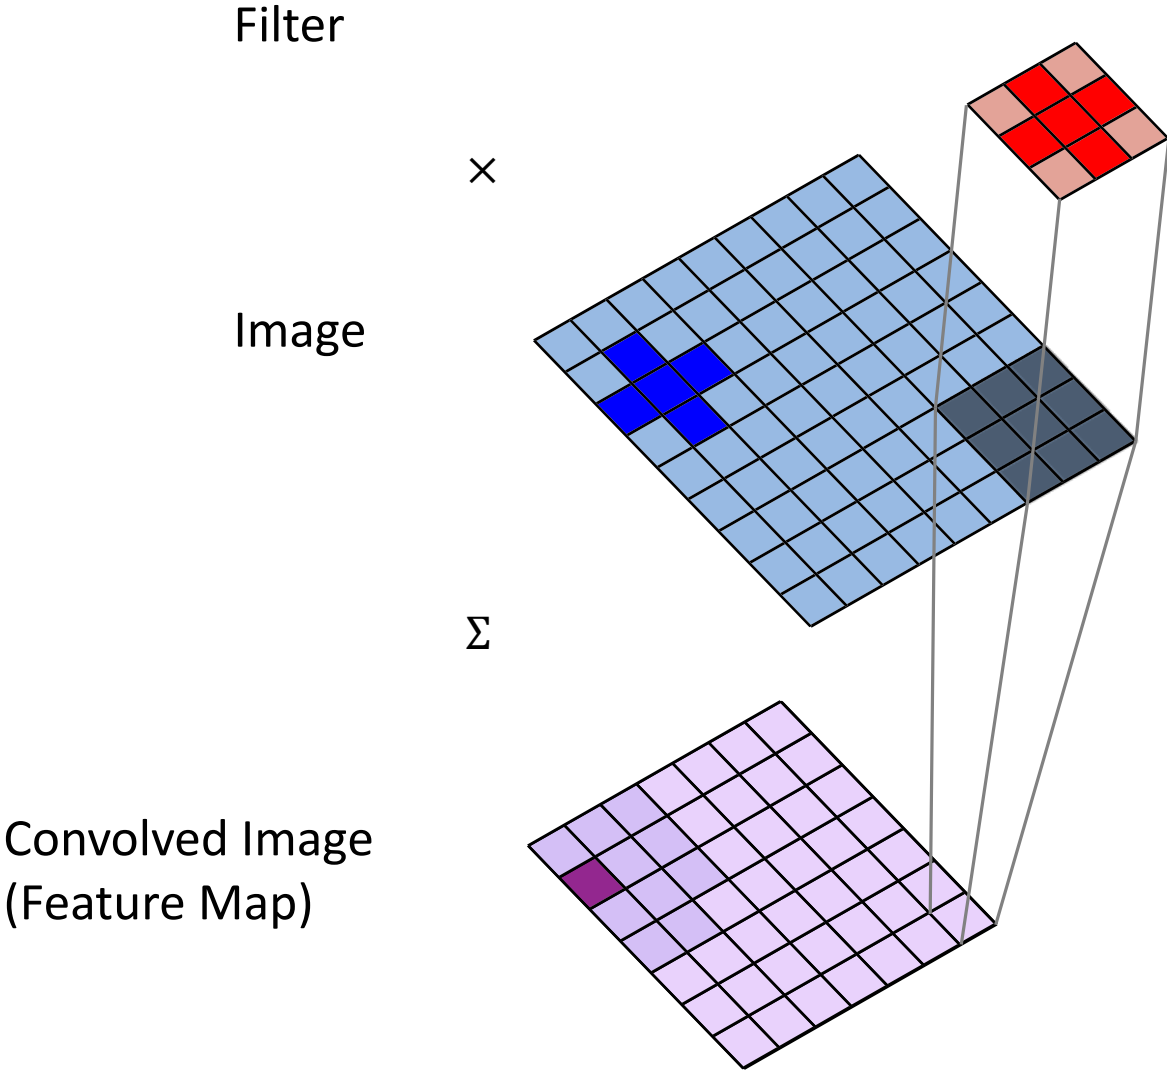 Filter
×
Image
Σ
Convolved Image
(Feature Map)